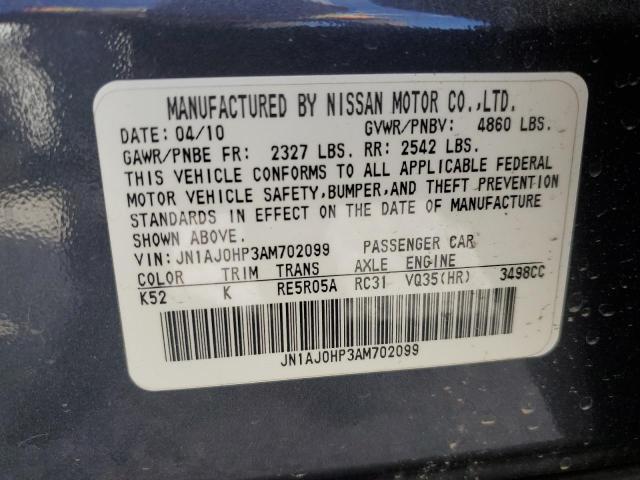 MANUFACTURED BY NISSAN MOTOR CO.,LTD.
DATE: 04/10 GVWR/PNBV: 4860 LBS.
GAWR/PNBE FR: 2327 LBS. RR: 2542 LBS.
THIS VEHICLE CONFORMS TO ALL APPLICABLE FEDERAL
MOTOR VEHICLE SAFETY,BUMPER,AND THEFT PREVENTION
STANDARDS IN EFFECT ON THE DATE OF MANUFACTURE
SHOWN ABOVE.
VIN: JN1AJ0HP3AM702099 PASSENGER CAR
COLOR TRIM TRANS AXLE ENGINE
K52 K RE5R05A RC31 VQ35(HR) 3498CC
JN1AJ0HP3AM702099